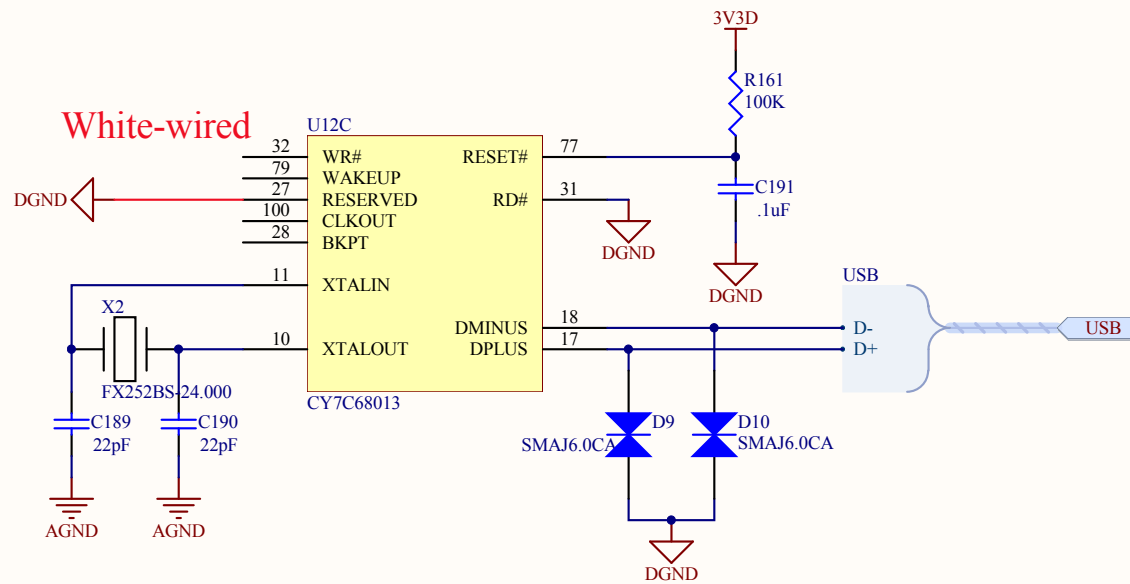 3V3D
R161
100K
White-wired
U12C
32 WR# RESET# 77
79 WAKEUP
DGND 27 RESERVED RD# 31
100 CLKOUT
28 BKPT
C191
.1uF
DGND
DGND
11 XTALIN
USB
X2
DMINUS 18 D- USB
10 XTALOUT DPLUS 17 D+
FX252BS-24.000
CY7C68013
C189
22pF
C190
22pF
D9
SMAJ6.0CA
D10
SMAJ6.0CA
AGND
AGND
DGND